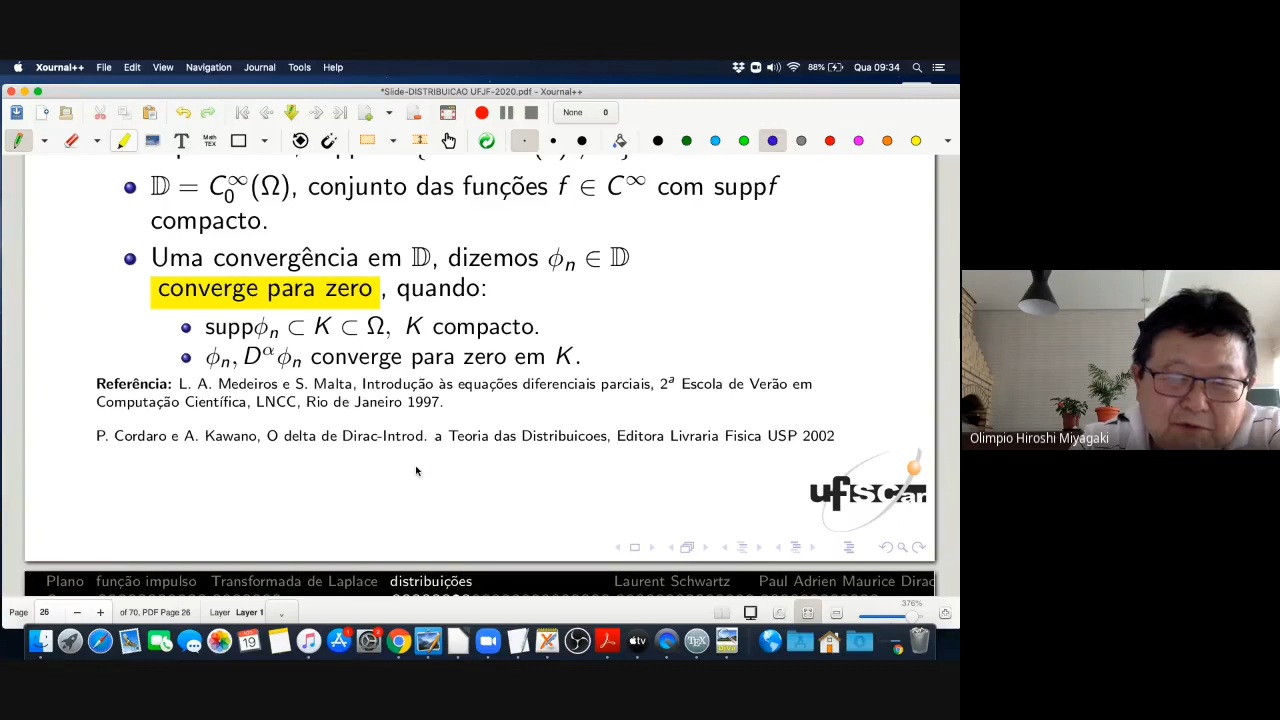 Xournal++ File Edit View Navigation Journal Tools Help 88% Qua 09:34
*Slide-DISTRIBUICAO UFJF-2020.pdf - Xournal++
None 0
T Math TEX
𝔻 = C₀^∞(Ω), conjunto das funções f ∈ C^∞ com suppf
compacto.
Uma convergência em 𝔻, dizemos ϕₙ ∈ 𝔻
converge para zero , quando:
suppϕₙ ⊂ K ⊂ Ω, K compacto.
ϕₙ, D^αϕₙ converge para zero em K.
Referência: L. A. Medeiros e S. Malta, Introdução às equações diferenciais parciais, 2ª Escola de Verão em
Computação Científica, LNCC, Rio de Janeiro 1997.
P. Cordaro e A. Kawano, O delta de Dirac-Introd. a Teoria das Distribuicoes, Editora Livraria Fisica USP 2002
ufscar
Plano função impulso Transformada de Laplace distribuições Laurent Schwartz Paul Adrien Maurice Dirac
Page 26 of 70, PDF Page 26 Layer Layer 1 376%
Olimpio Hiroshi Miyagaki